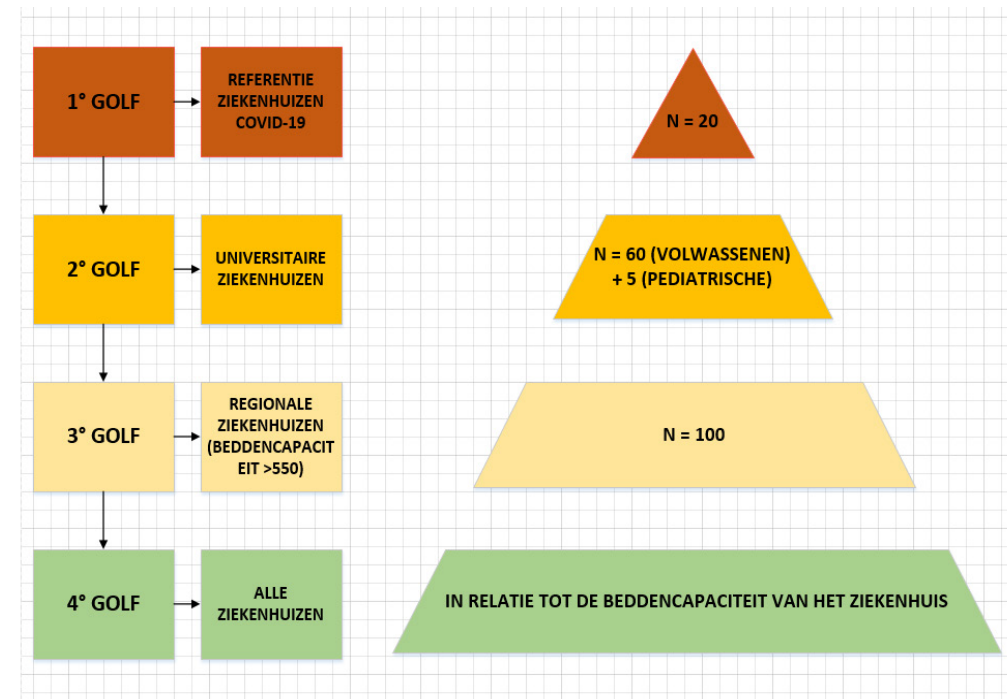 1° GOLF
REFERENTIE
ZIEKENHUIZEN
COVID-19
N = 20
2° GOLF
UNIVERSITAIRE
ZIEKENHUIZEN
N = 60 (VOLWASSENEN)
+ 5 (PEDIATRISCHE)
3° GOLF
REGIONALE
ZIEKENHUIZEN
(BEDDENCAPACIT
EIT >550)
N = 100
4° GOLF
ALLE
ZIEKENHUIZEN
IN RELATIE TOT DE BEDDENCAPACITEIT VAN HET ZIEKENHUIS